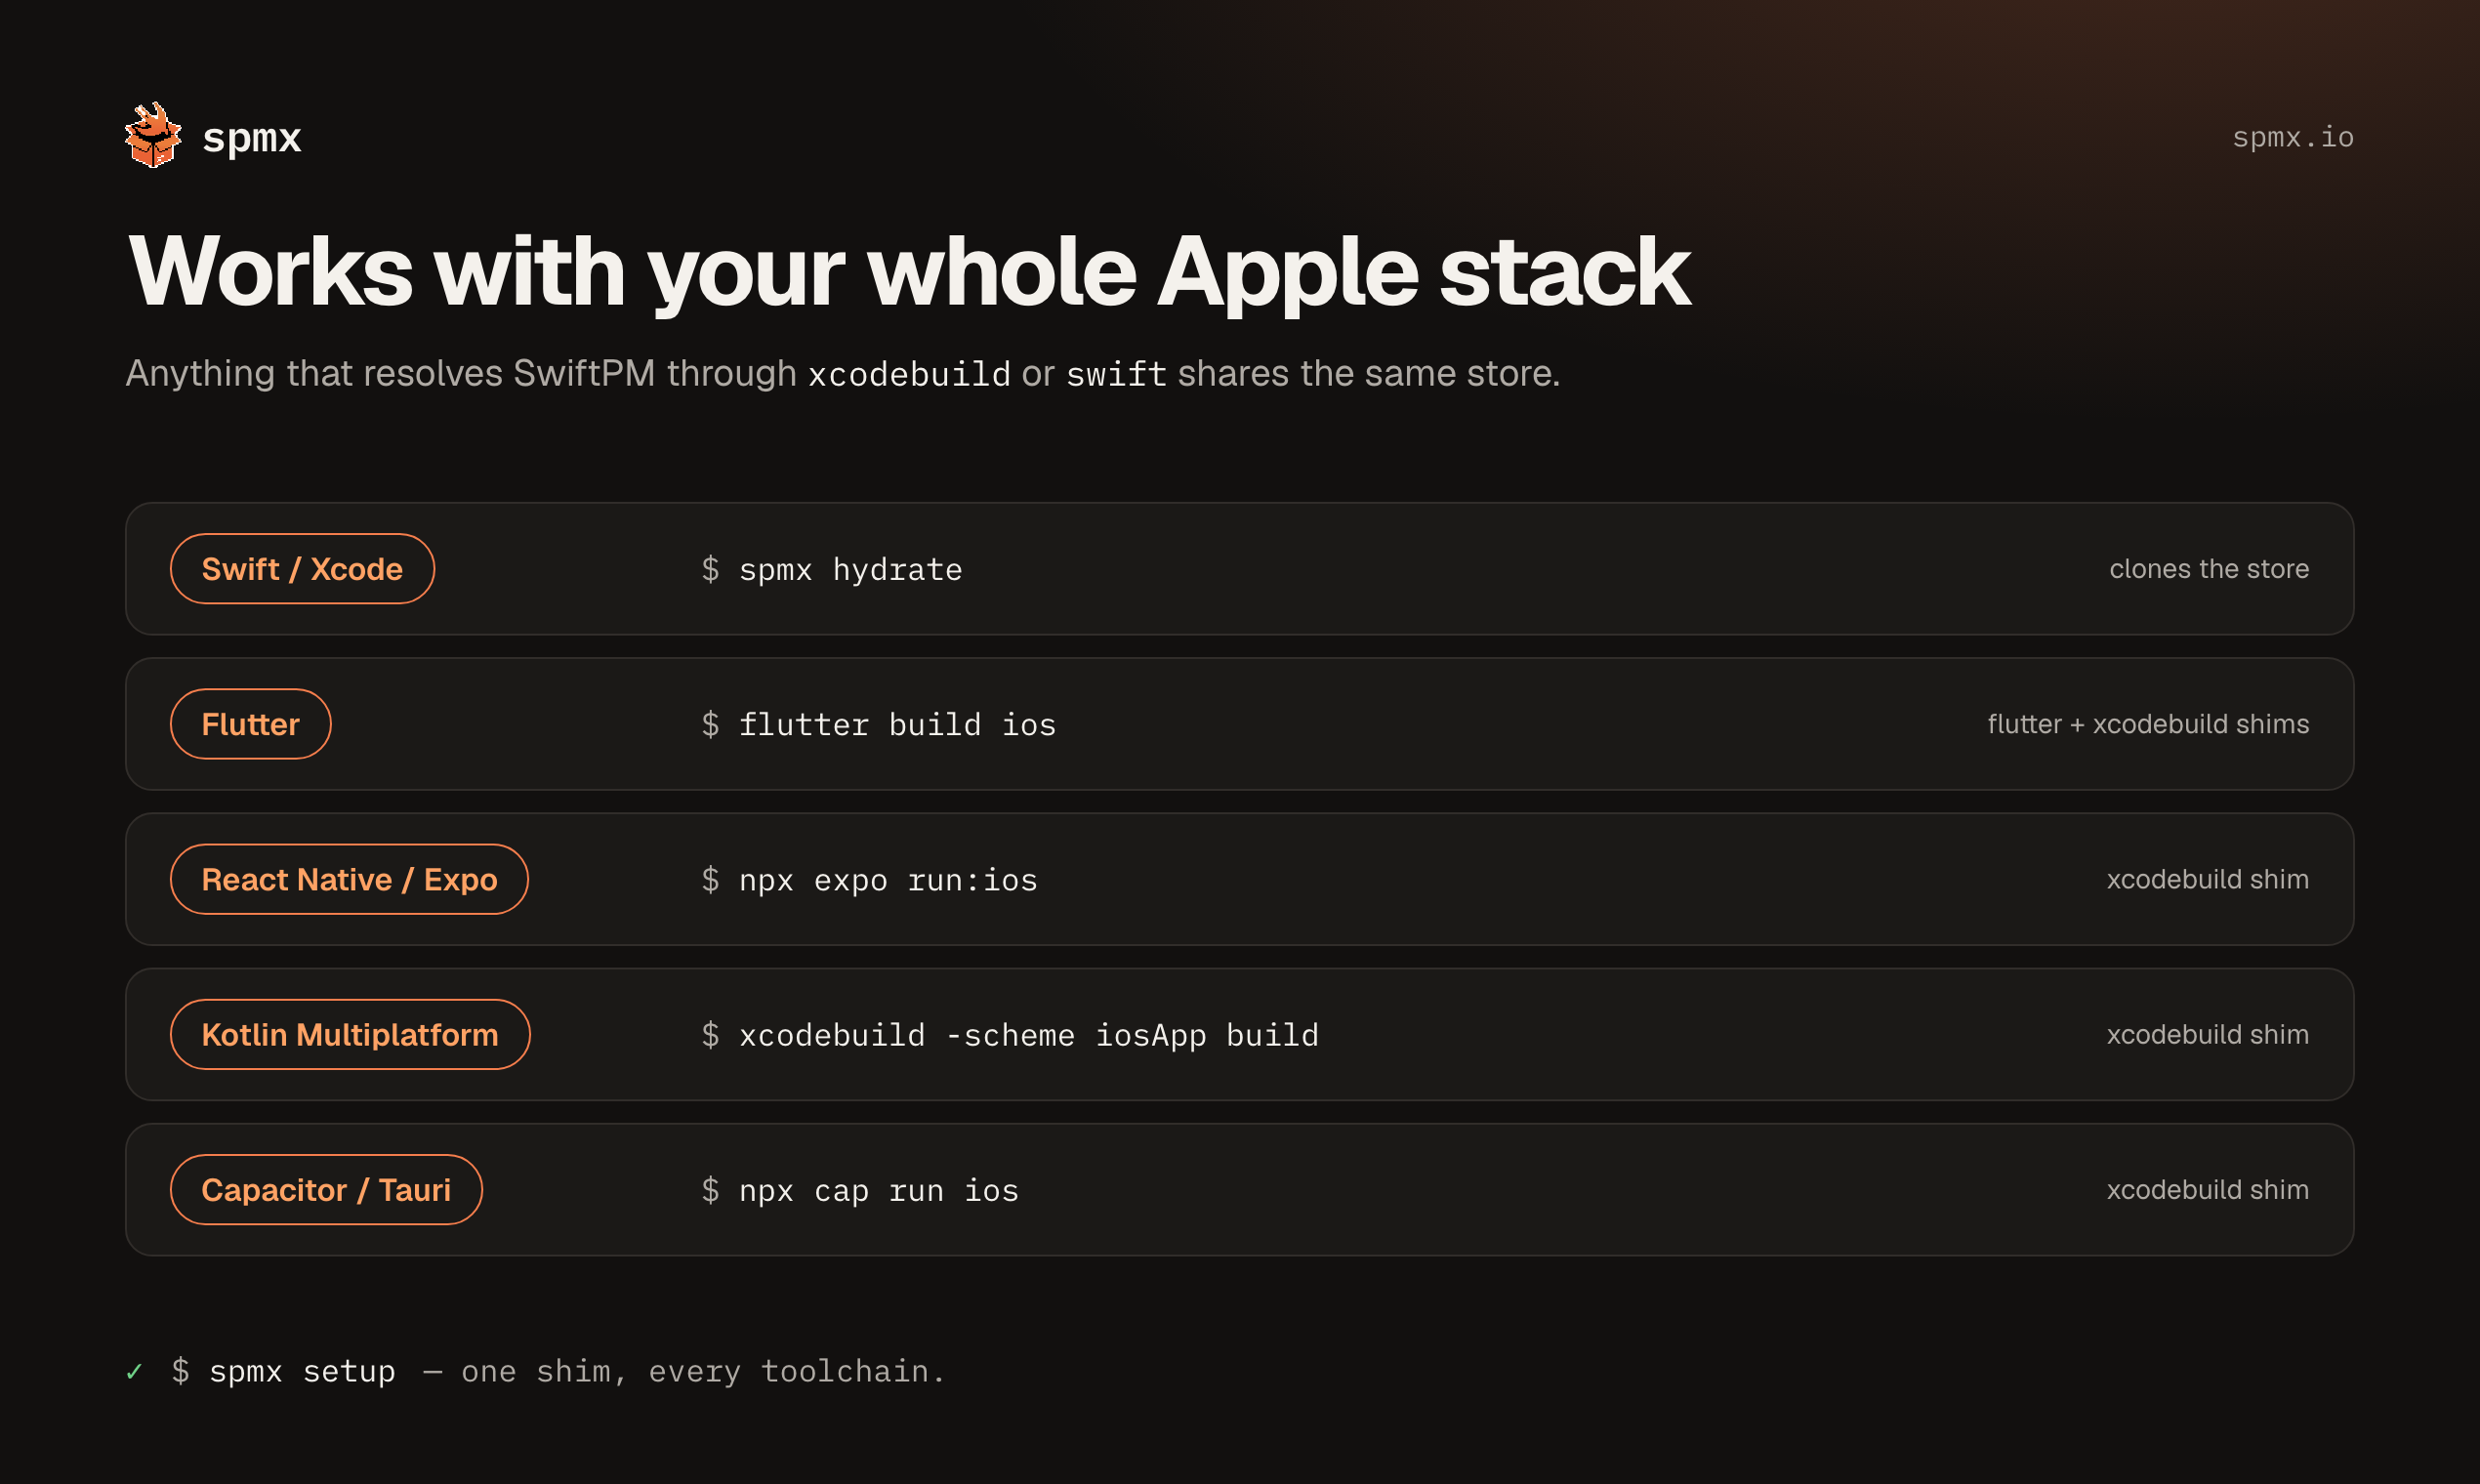 spmx
spmx.io
Works with your whole Apple stack
Anything that resolves SwiftPM through xcodebuild or swift shares the same store.
Swift / Xcode $ spmx hydrate clones the store
Flutter $ flutter build ios flutter + xcodebuild shims
React Native / Expo $ npx expo run:ios xcodebuild shim
Kotlin Multiplatform $ xcodebuild -scheme iosApp build xcodebuild shim
Capacitor / Tauri $ npx cap run ios xcodebuild shim
✓ $ spmx setup — one shim, every toolchain.